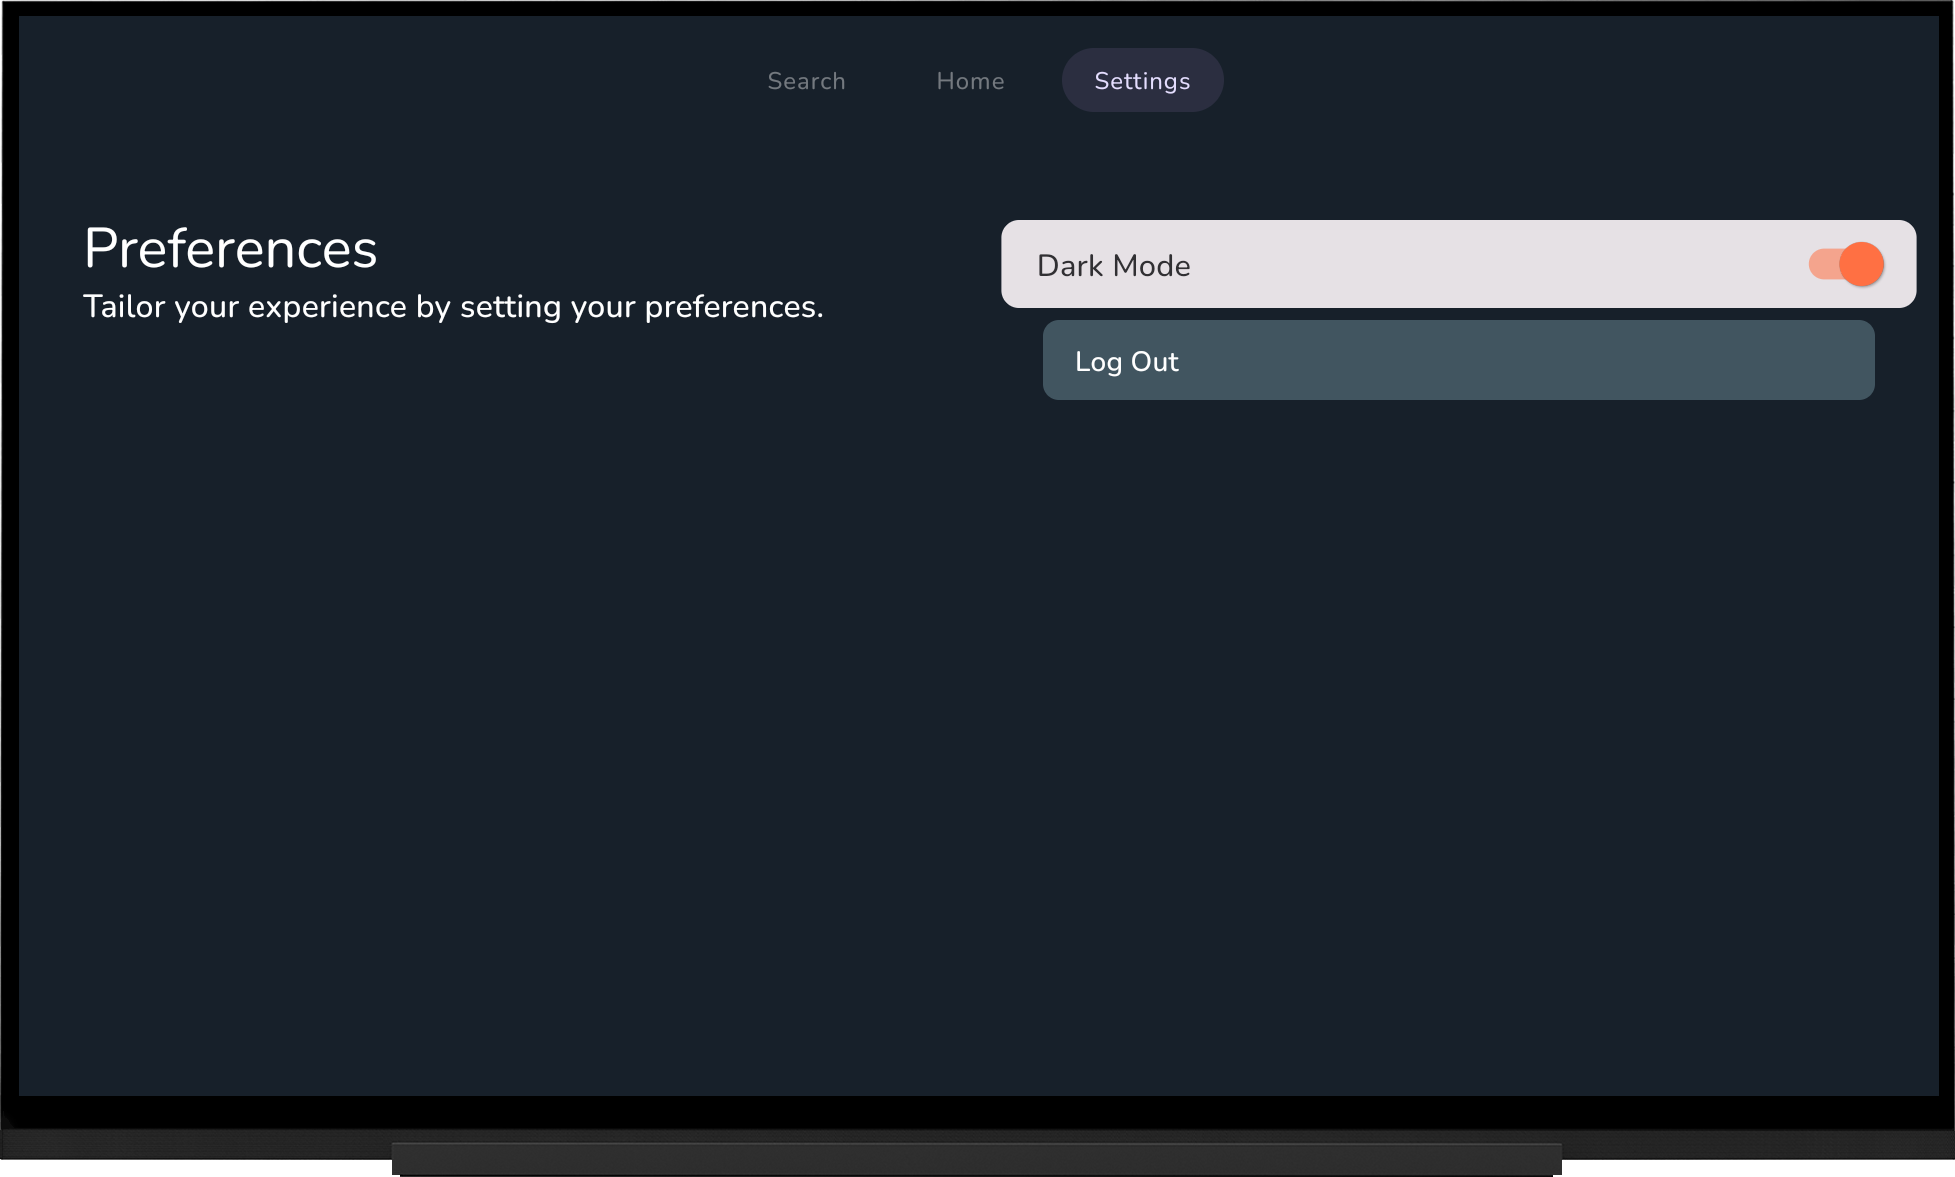 Search
Home
Settings
Preferences
Tailor your experience by setting your preferences.
Dark Mode
Log Out